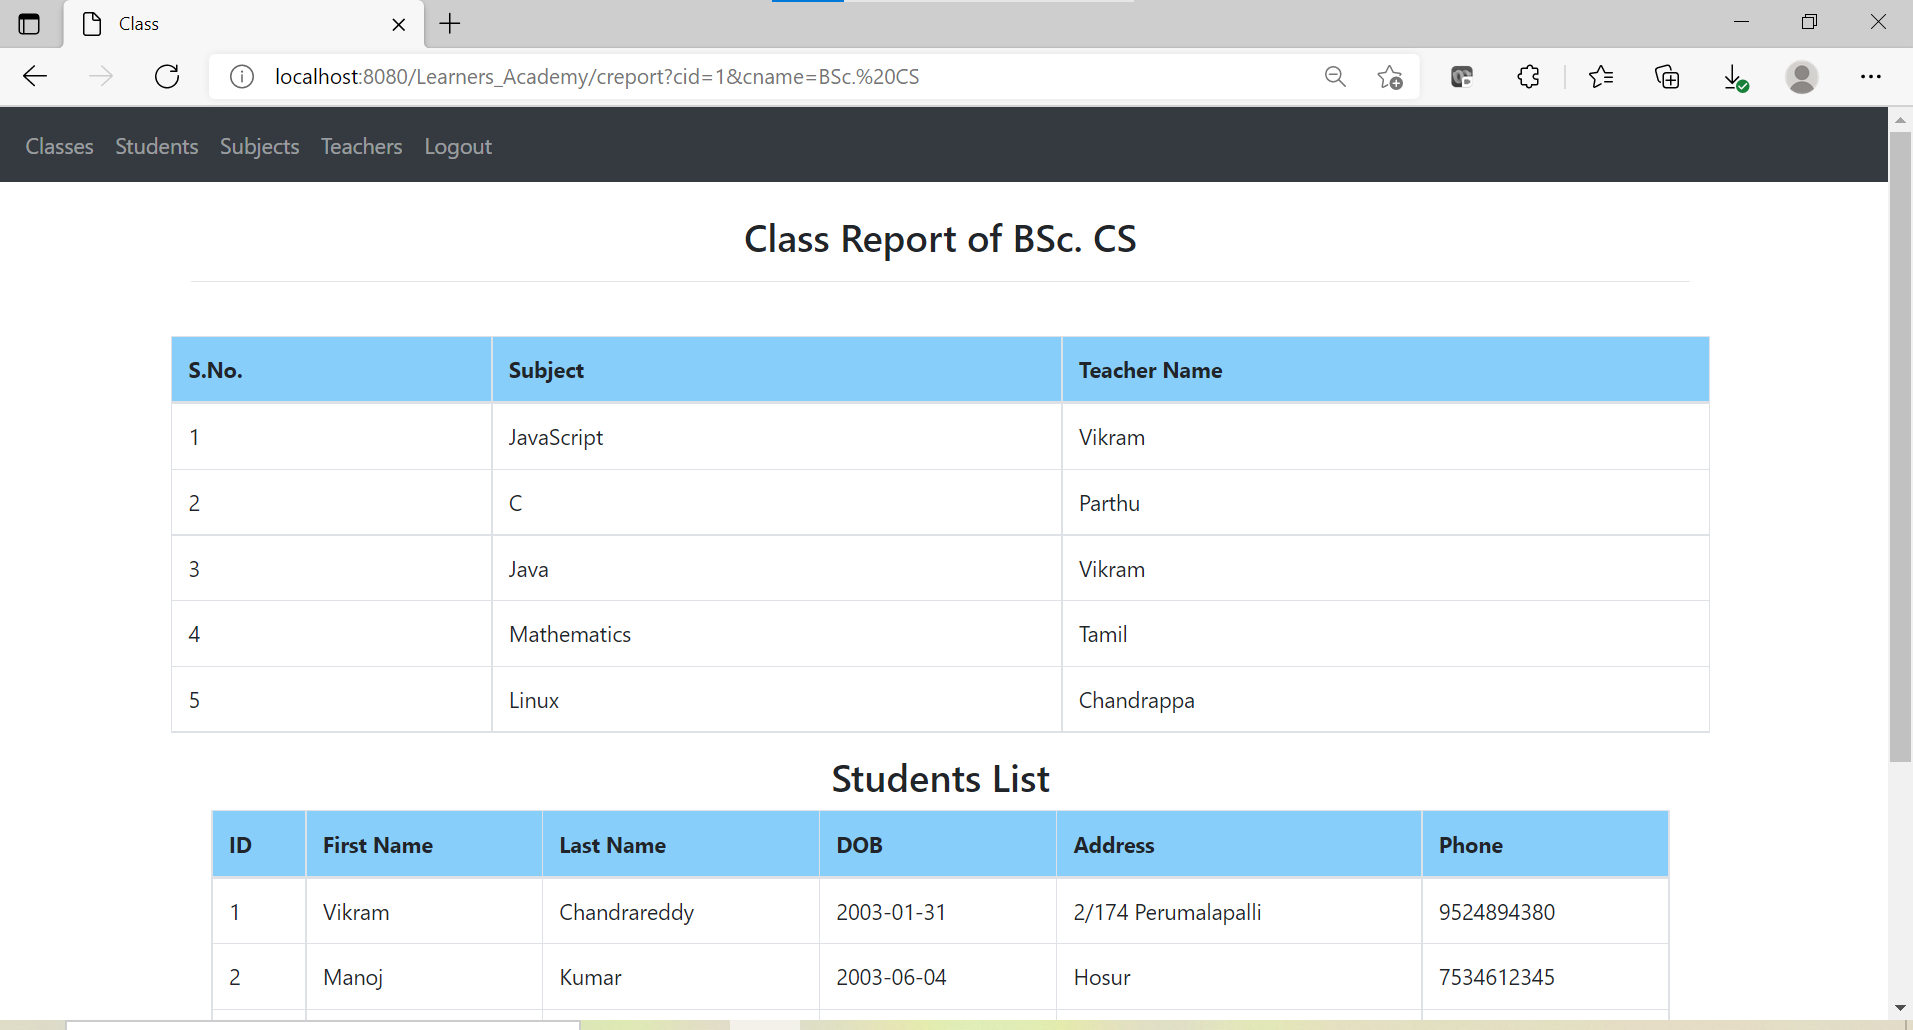 Class
localhost:8080/Learners_Academy/creport?cid=1&cname=BSc.%20CS
Classes Students Subjects Teachers Logout
Class Report of BSc. CS
S.No. Subject Teacher Name
1 JavaScript Vikram
2 C Parthu
3 Java Vikram
4 Mathematics Tamil
5 Linux Chandrappa
Students List
ID First Name Last Name DOB Address Phone
1 Vikram Chandrareddy 2003-01-31 2/174 Perumalapalli 9524894380
2 Manoj Kumar 2003-06-04 Hosur 7534612345